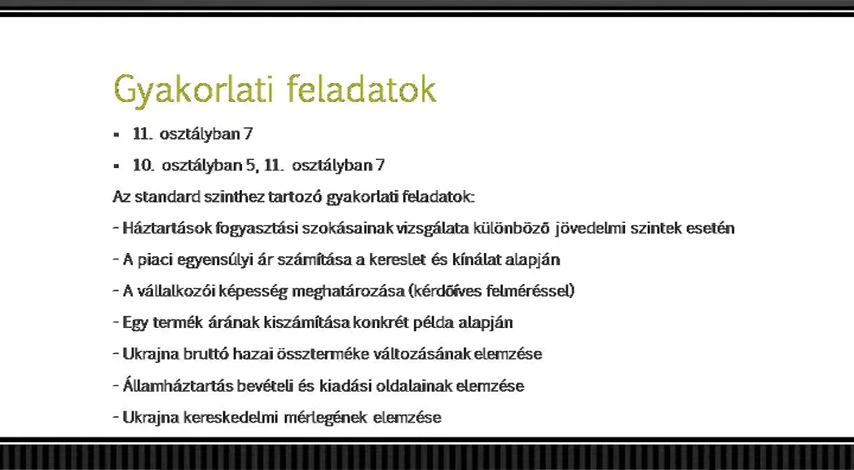 Gyakorlati feladatok
▪ 11. osztályban 7
▪ 10. osztályban 5, 11. osztályban 7
Az standard szinthez tartozó gyakorlati feladatok:
- Háztartások fogyasztási szokásainak vizsgálata különböző jövedelmi szintek esetén
- A piaci egyensúlyi ár számítása a kereslet és kínálat alapján
- A vállalkozói képesség meghatározása (kérdőíves felméréssel)
- Egy termék árának kiszámítása konkrét példa alapján
- Ukrajna bruttó hazai összterméke változásának elemzése
- Államháztartás bevételi és kiadási oldalainak elemzése
- Ukrajna kereskedelmi mérlegének elemzése